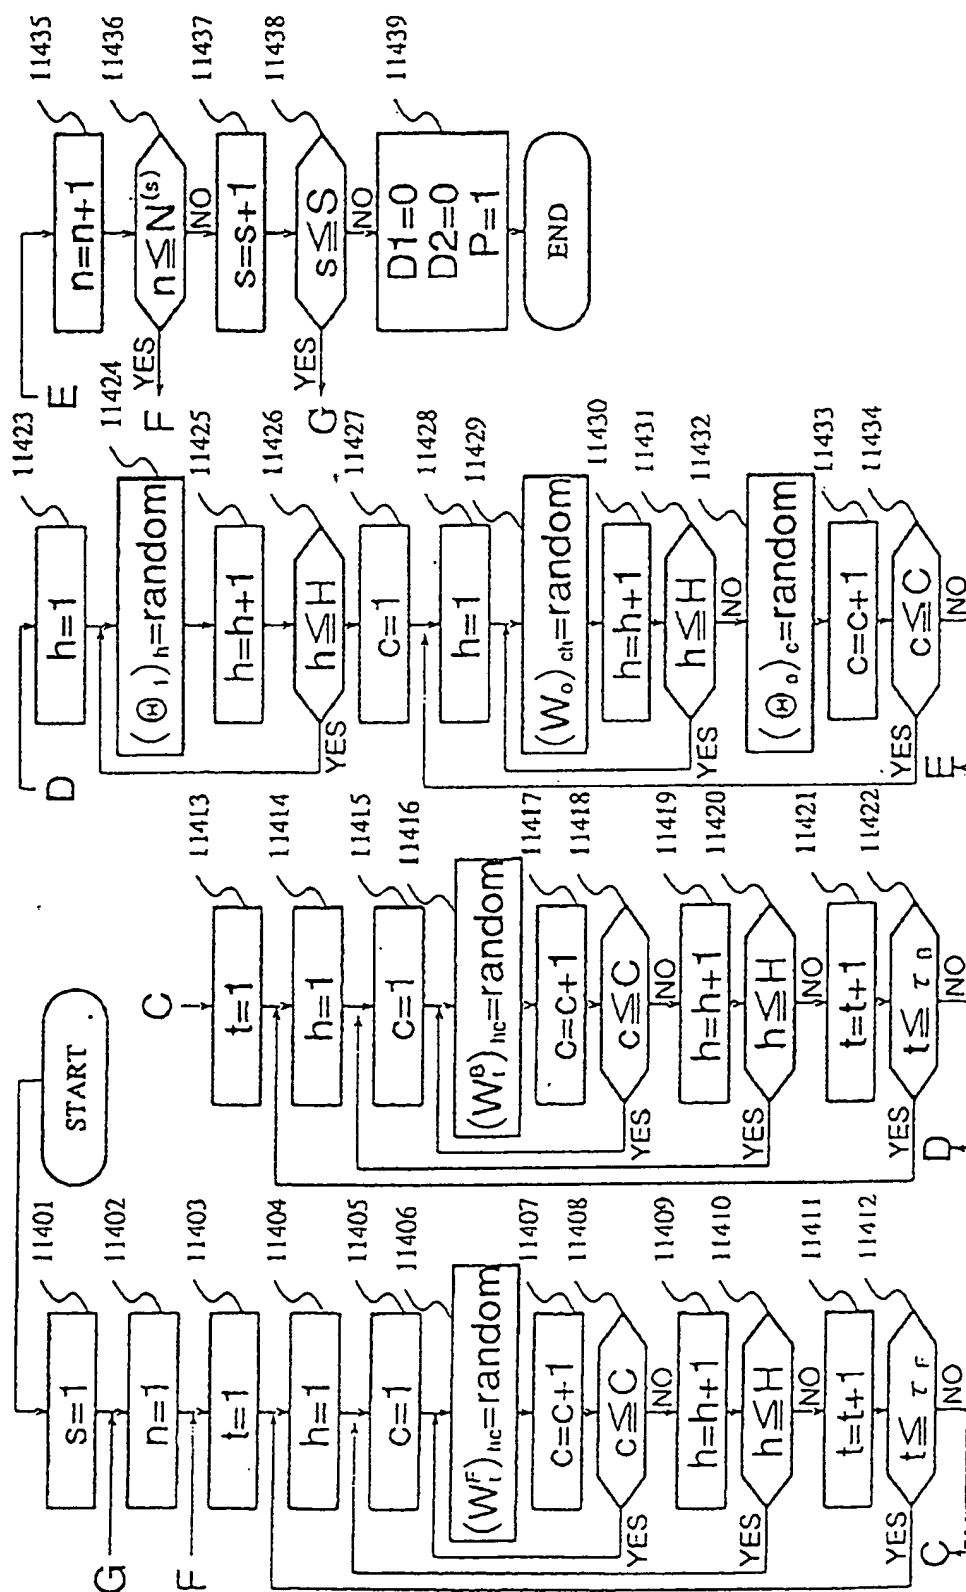 START
11401
s=1
G
11402
n=1
F
11403
t=1
11404
h=1
11405
c=1
11406
(W_t^F)_hc=random
11407
c=c+1
11408
c≦C
YES
NO
11409
h=h+1
11410
h≦H
YES
NO
11411
t=t+1
11412
t≦τ_F
YES
NO
C
C
11413
t=1
11414
h=1
11415
c=1
11416
(W_t^B)_hc=random
11417
c=c+1
11418
c≦C
YES
NO
11419
h=h+1
11420
h≦H
YES
NO
11421
t=t+1
11422
t≦τ_B
YES
NO
D
D
11423
h=1
11424
(Θ_1)_h=random
11425
h=h+1
11426
h≦H
YES
11427
c=1
11428
h=1
11429
(W_o)_ch=random
11430
h=h+1
11431
h≦H
YES
NO
11432
(Θ_o)_c=random
11433
c=c+1
11434
c≦C
YES
NO
E
E
11435
n=n+1
11436
n≦N^(s)
YES
F
NO
11437
s=s+1
11438
s≦S
YES
G
NO
11439
D1=0
D2=0
P=1
END